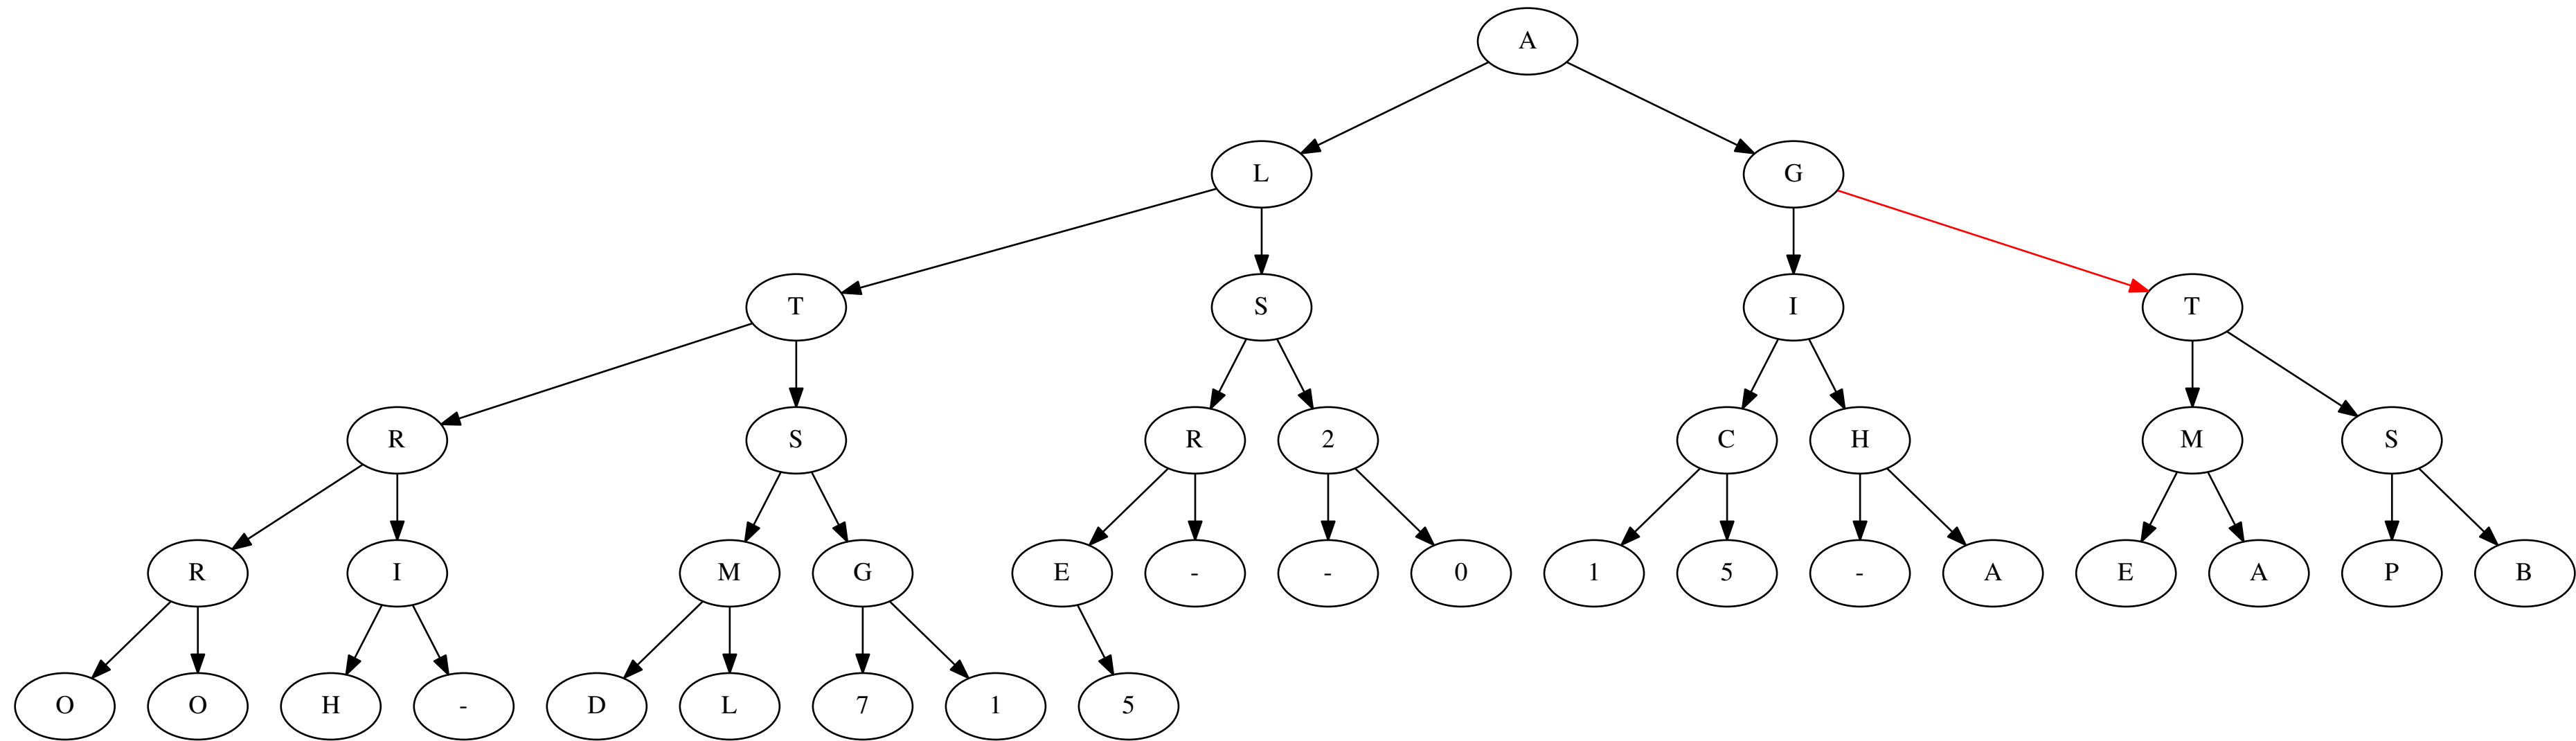 A
L G
T S I T
R S R 2 C H M S
R I M G E - - 0 1 5 - A E A P B
O O H - D L 7 1 5